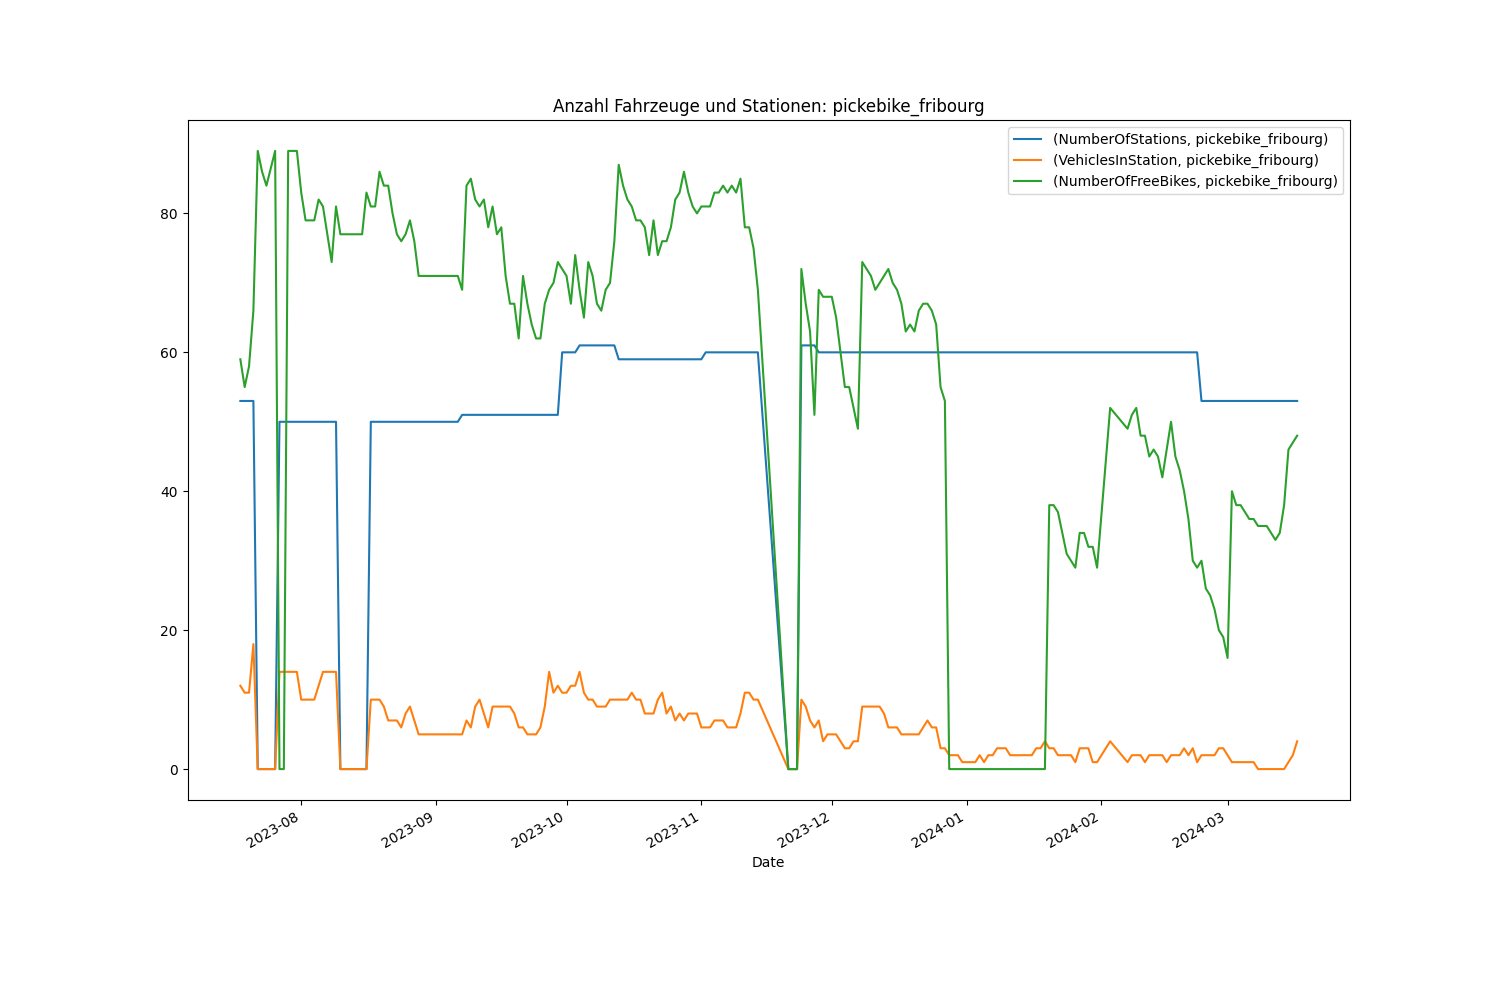 Anzahl Fahrzeuge und Stationen: pickebike_fribourg
(NumberOfStations, pickebike_fribourg)
(VehiclesInStation, pickebike_fribourg)
(NumberOfFreeBikes, pickebike_fribourg)
80
60
40
20
0
2023-08
2023-09
2023-10
2023-11
2023-12
2024-01
2024-02
2024-03
Date